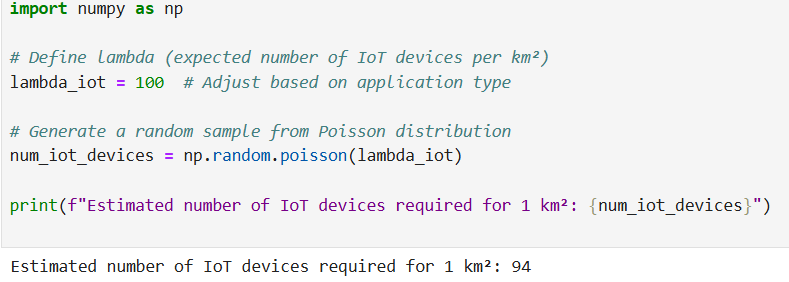 import numpy as np
# Define lambda (expected number of IoT devices per km²)
lambda_iot = 100  # Adjust based on application type
# Generate a random sample from Poisson distribution
num_iot_devices = np.random.poisson(lambda_iot)
print(f"Estimated number of IoT devices required for 1 km²: {num_iot_devices}")
Estimated number of IoT devices required for 1 km²: 94